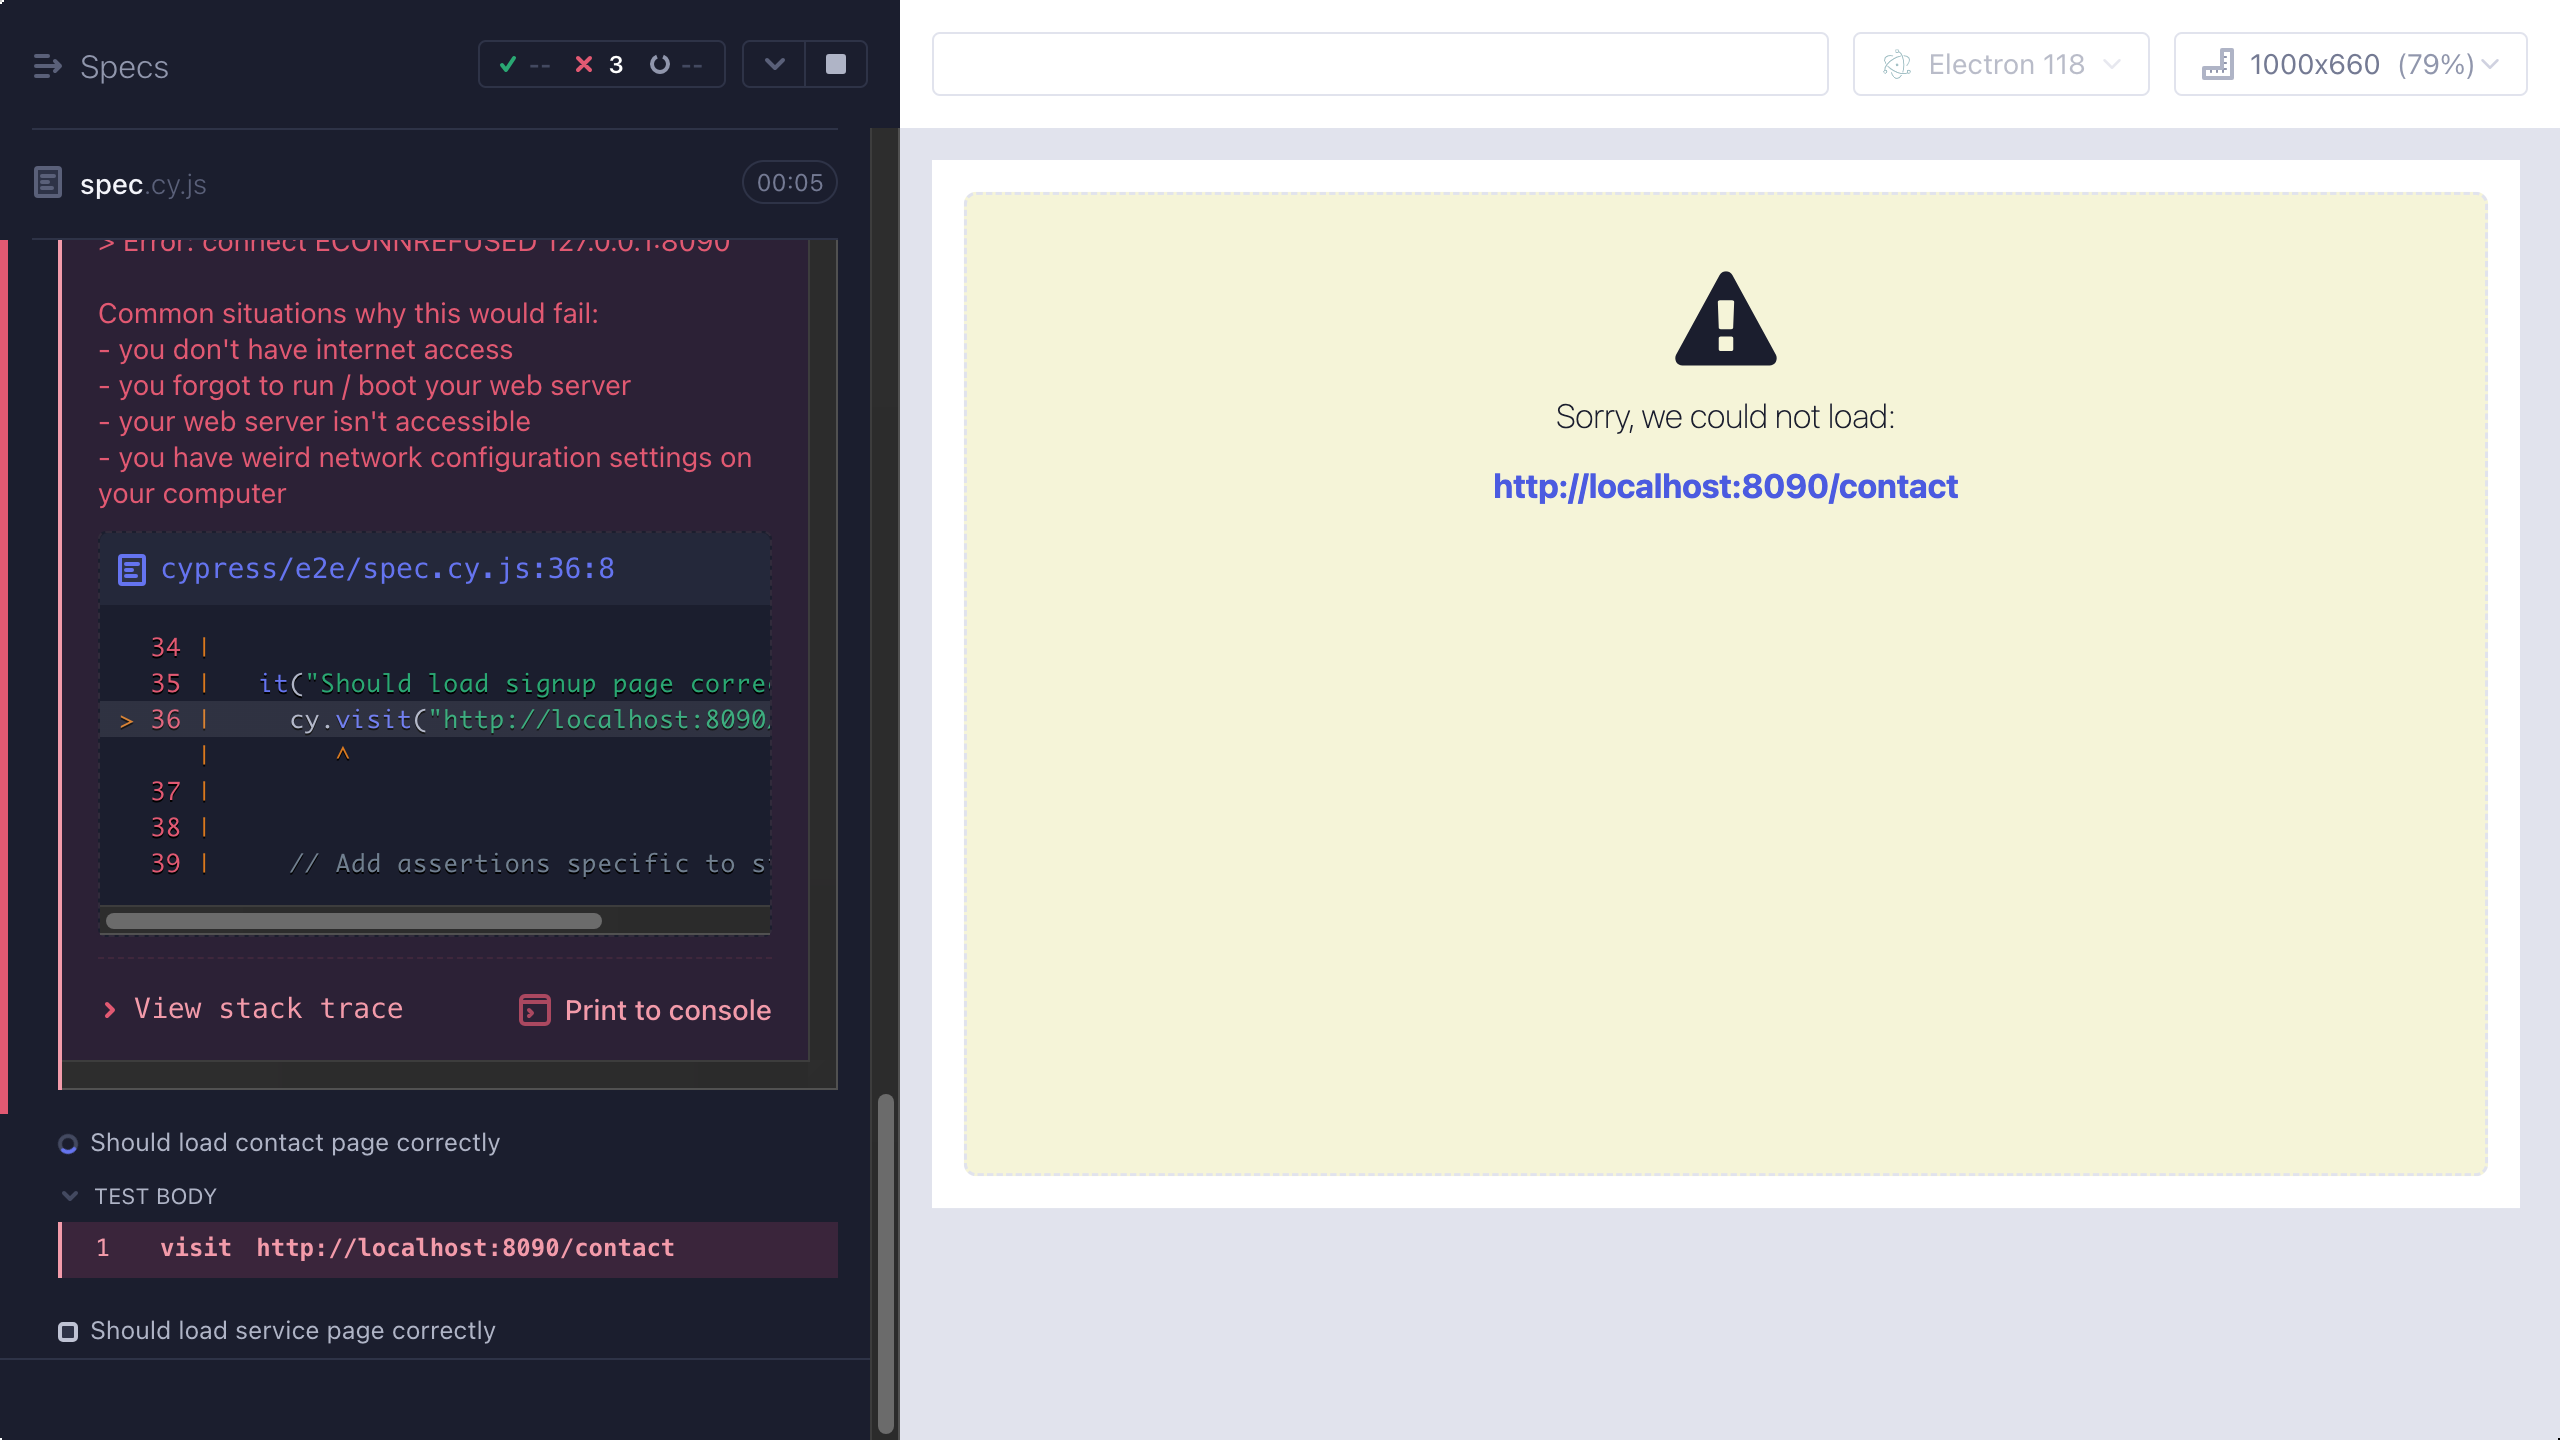 Specs
-- 3 --
Electron 118
1000x660 (79%)
spec.cy.js
00:05
> Error: connect ECONNREFUSED 127.0.0.1:8090
Common situations why this would fail:
- you don't have internet access
- you forgot to run / boot your web server
- your web server isn't accessible
- you have weird network configuration settings on
your computer
cypress/e2e/spec.cy.js:36:8
34 |
35 | it("Should load signup page corre
> 36 | cy.visit("http://localhost:8090
| ^
37 |
38 |
39 | // Add assertions specific to s
View stack trace
Print to console
Should load contact page correctly
TEST BODY
1 visit http://localhost:8090/contact
Should load service page correctly
Sorry, we could not load:
http://localhost:8090/contact